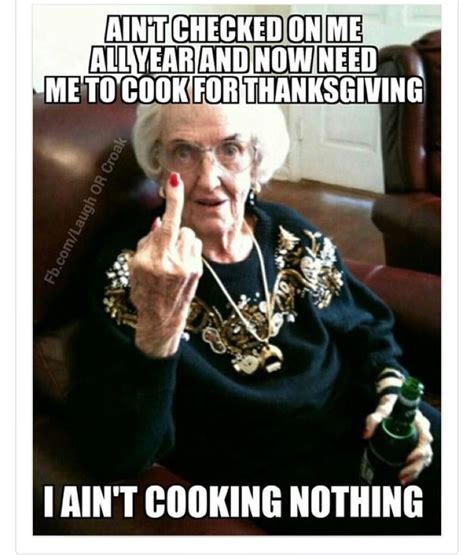 AIN'T CHECKED ON ME
ALL YEAR AND NOW NEED
ME TO COOK FOR THANKSGIVING
Fb.com/Laugh OR Croak
I AIN'T COOKING NOTHING